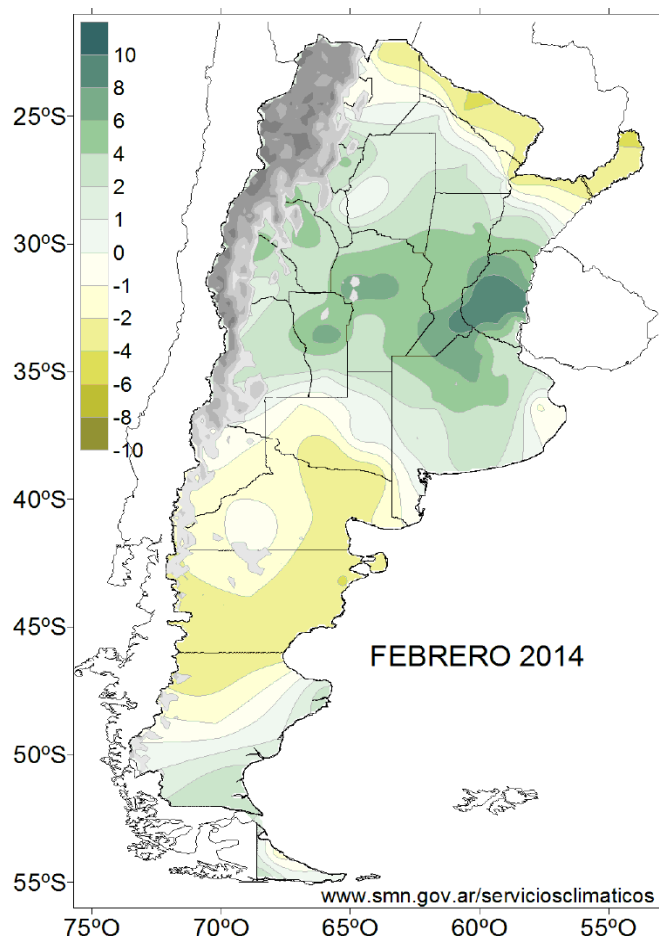 10
8
6
4
2
1
0
-1
-2
-4
-6
-8
-10
25ºS
30ºS
35ºS
40ºS
45ºS
50ºS
55ºS
FEBRERO 2014
www.smn.gov.ar/serviciosclimaticos
75ºO
70ºO
65ºO
60ºO
55ºO